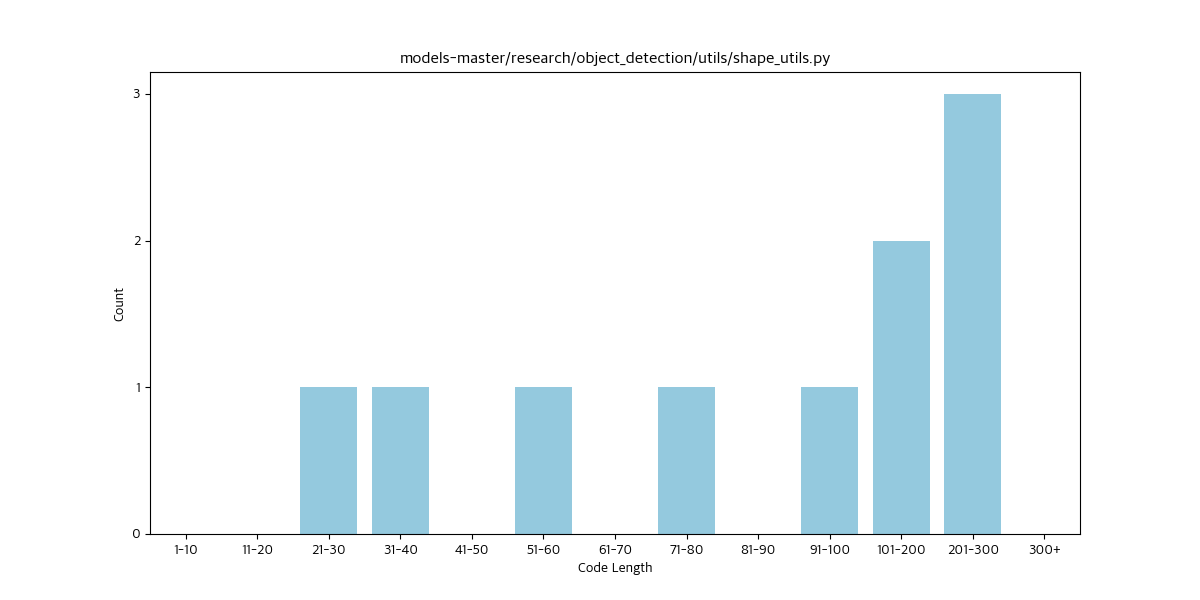 models-master/research/object_detection/utils/shape_utils.py
3
2
1
0
Count
1-10 11-20 21-30 31-40 41-50 51-60 61-70 71-80 81-90 91-100 101-200 201-300 300+
Code Length